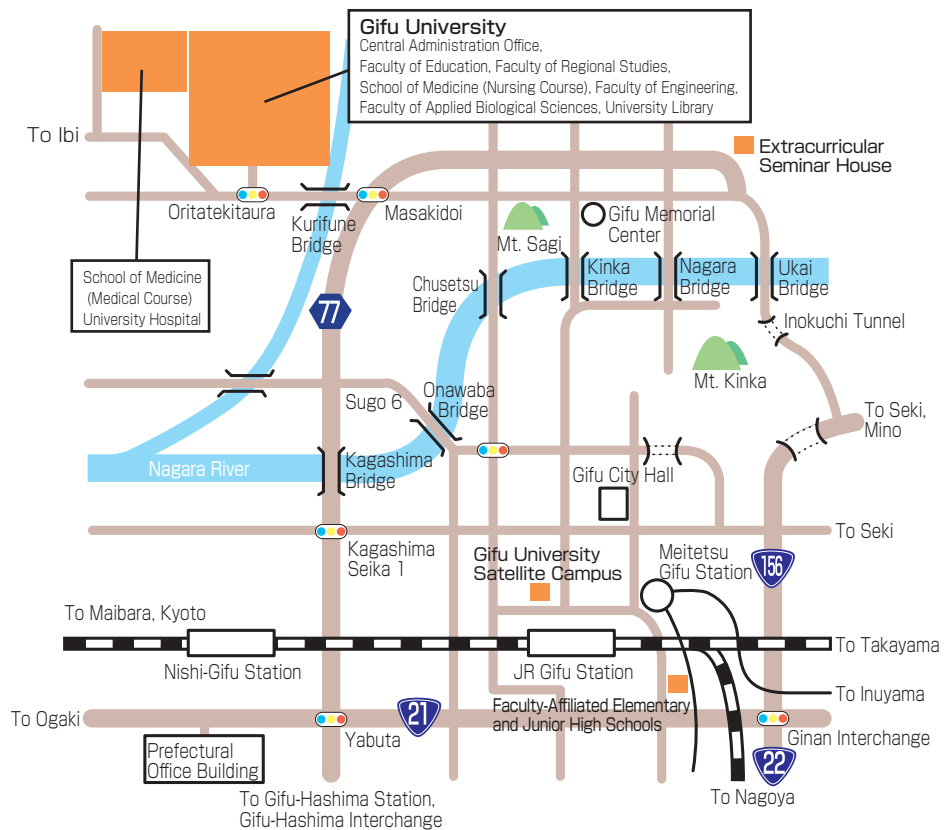 Gifu University
Central Administration Office,
Faculty of Education, Faculty of Regional Studies,
School of Medicine (Nursing Course), Faculty of Engineering,
Faculty of Applied Biological Sciences, University Library
To Ibi
Extracurricular
Seminar House
Oritatekitaura
Kurifune
Bridge
Masakidoi
Mt. Sagi
Gifu Memorial
Center
School of Medicine
(Medical Course)
University Hospital
Chusetsu
Bridge
Kinka
Bridge
Nagara
Bridge
Ukai
Bridge
77
Inokuchi Tunnel
Mt. Kinka
Sugo 6
Onawaba
Bridge
To Seki,
Mino
Nagara River
Kagashima
Bridge
Gifu City Hall
Kagashima
Seika 1
To Seki
Gifu University
Satellite Campus
Meitetsu
Gifu Station
156
To Maibara, Kyoto
Nishi-Gifu Station
JR Gifu Station
To Takayama
To Inuyama
Faculty-Affiliated Elementary
and Junior High Schools
To Ogaki
21
Yabuta
Ginan Interchange
Prefectural
Office Building
22
To Nagoya
To Gifu-Hashima Station,
Gifu-Hashima Interchange